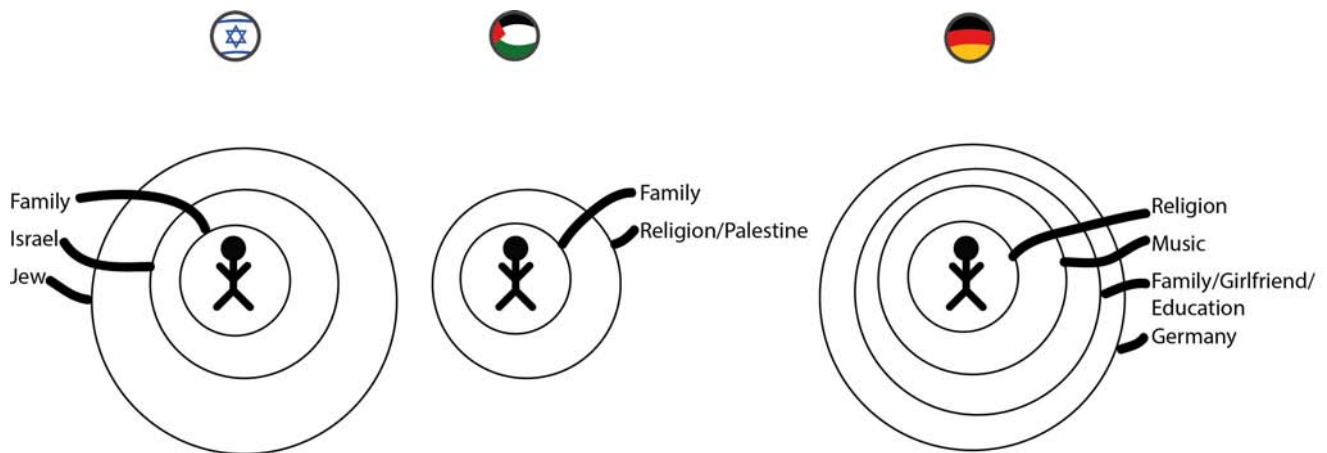 Family
Israel
Jew
Family
Religion/Palestine
Religion
Music
Family/Girlfriend/
Education
Germany